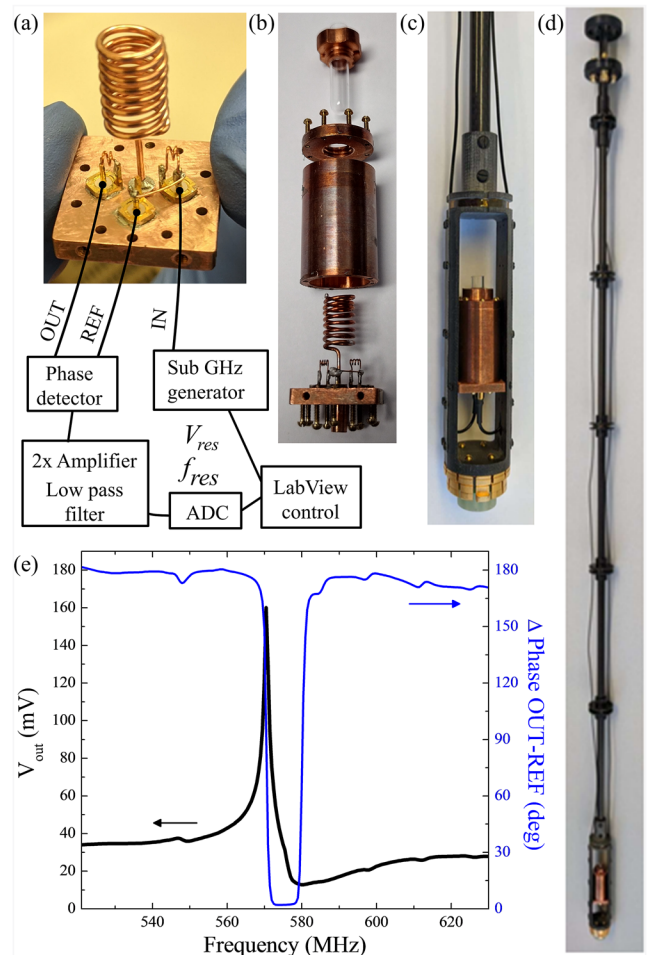 (a)
(b)
(c)
(d)
OUT
REF
IN
Phase
detector
Sub GHz
generator
2x Amplifier
Low pass
filter
V_res
f_res
ADC
LabView
control
(e)
180
160
140
120
100
80
60
40
20
0
V_out (mV)
180
150
120
90
60
30
0
Δ Phase OUT-REF (deg)
540
560
580
600
620
Frequency (MHz)